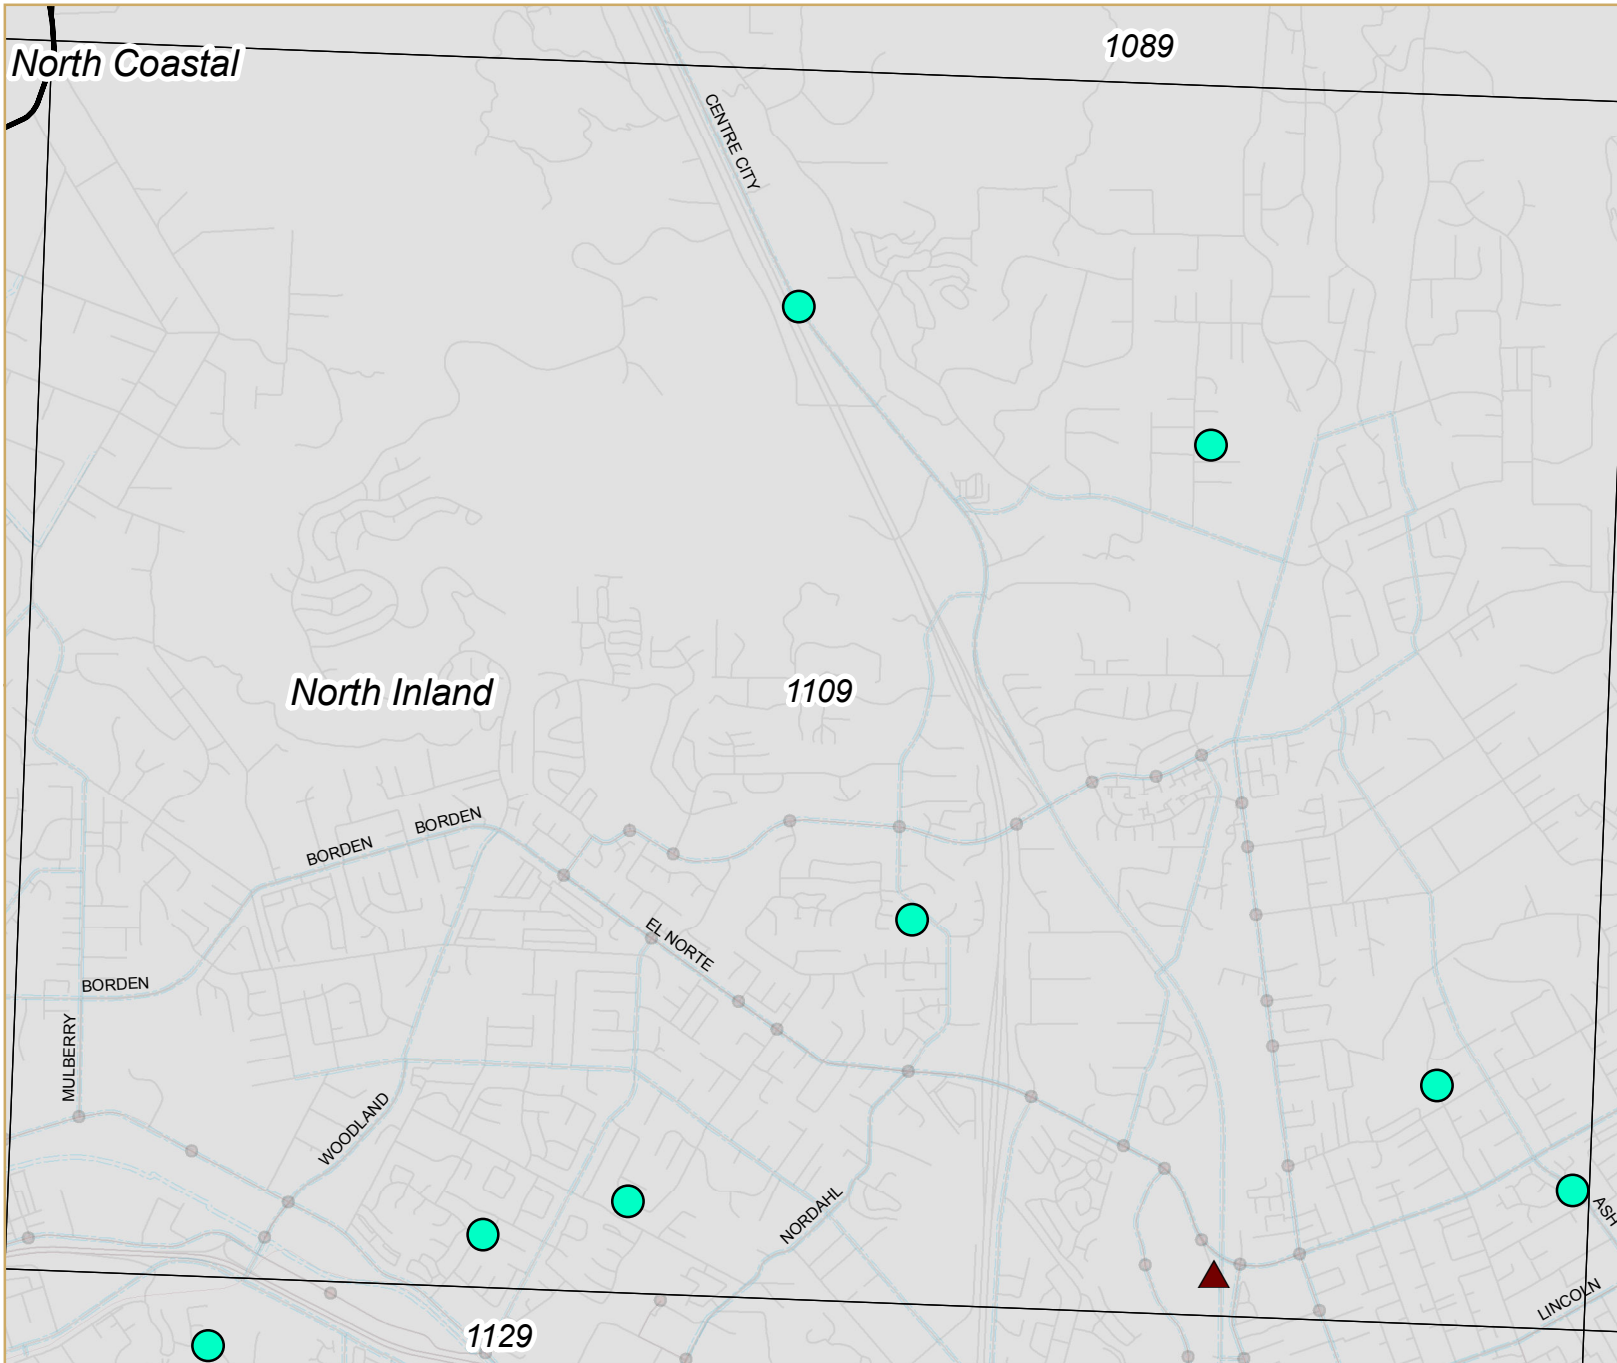 1089
North Coastal
CENTRE CITY
North Inland
1109
BORDEN
BORDEN
EL NORTE
BORDEN
MULBERRY
WOODLAND
NORDAHL
ASH
LINCOLN
1129